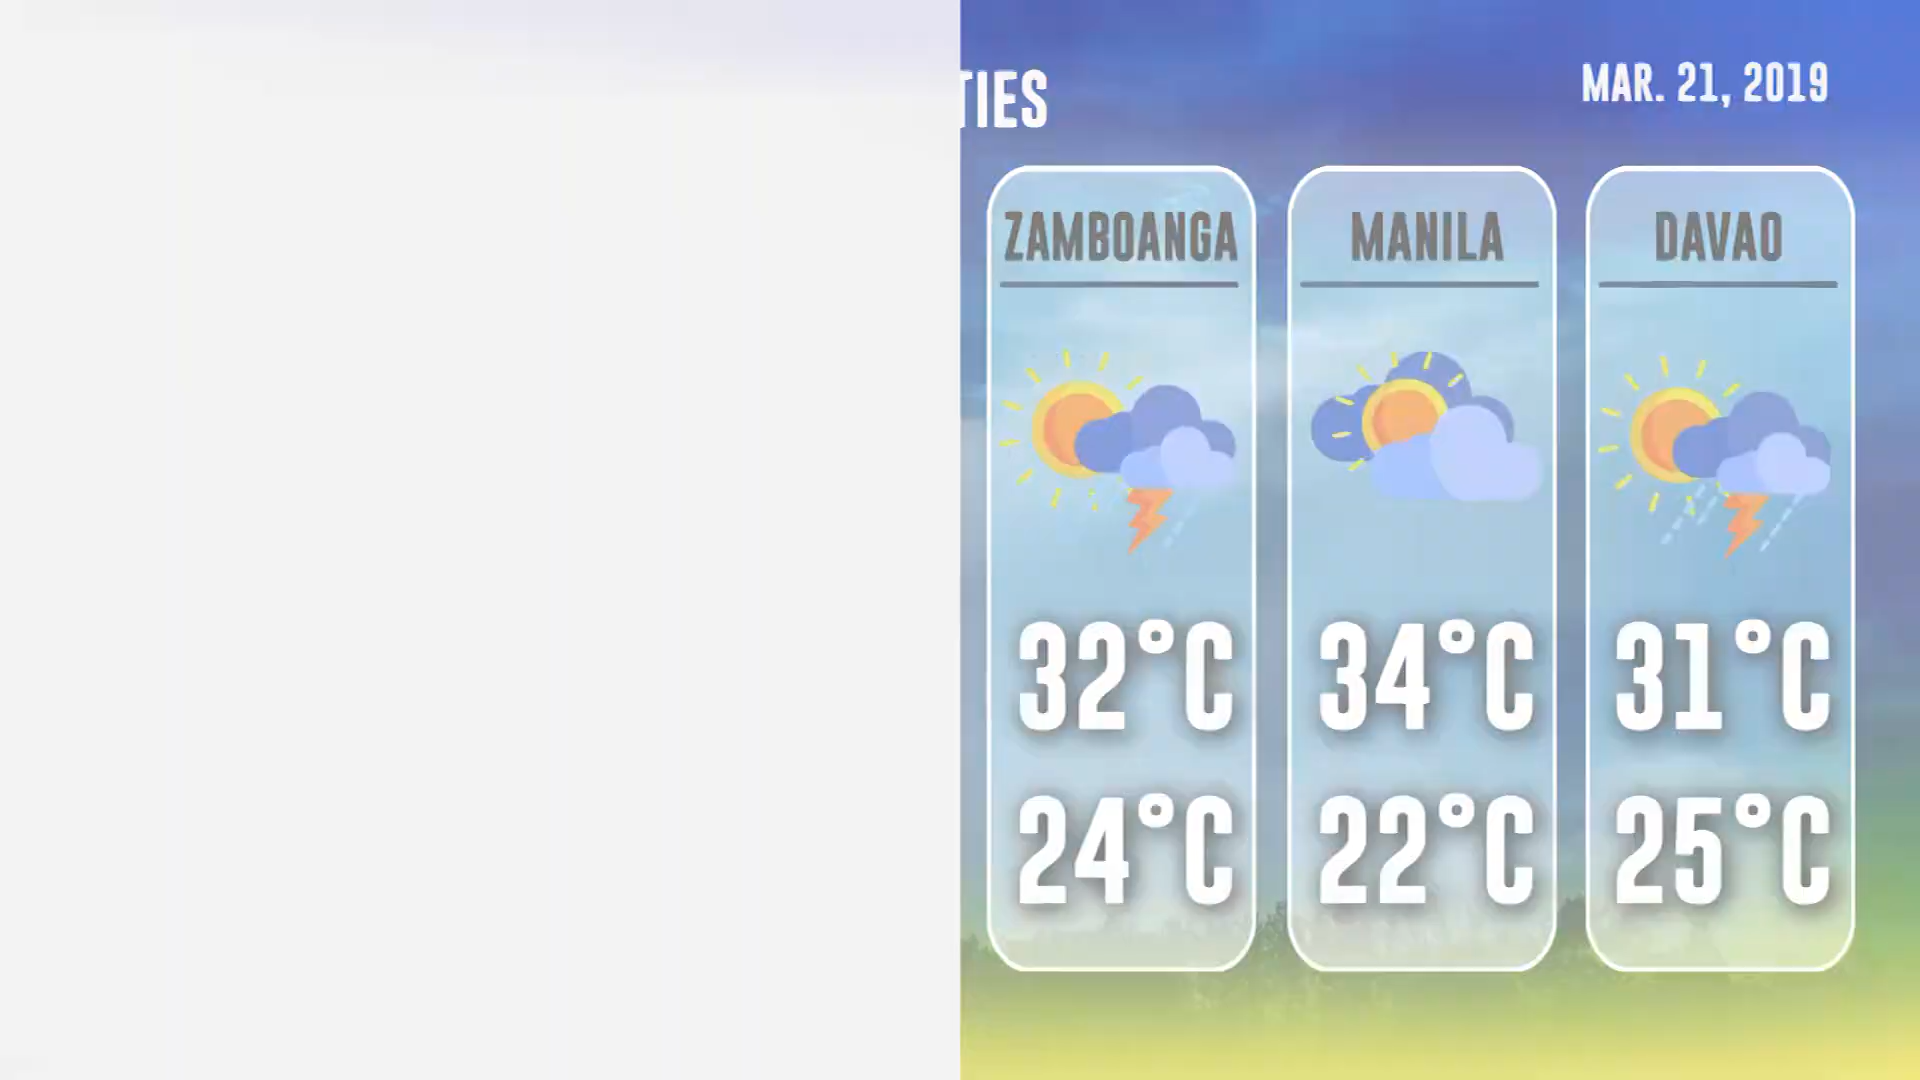 TIES
MAR. 21, 2019
ZAMBOANGA
MANILA
DAVAO
32°C
34°C
31°C
24°C
22°C
25°C